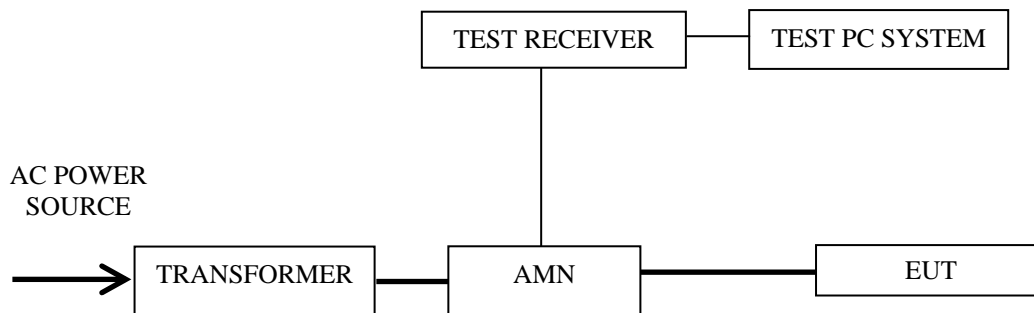 TEST RECEIVER
TEST PC SYSTEM
AC POWER
SOURCE
TRANSFORMER
AMN
EUT